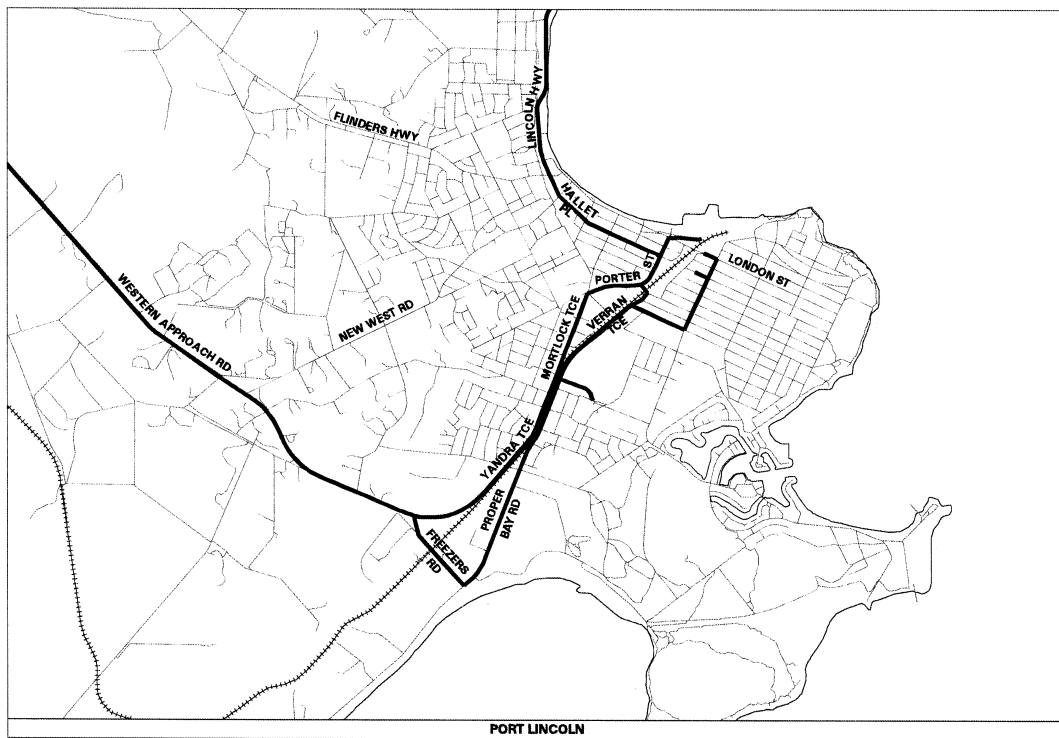 LINCOLN HWY
FLINDERS HWY
HALLET
PL
LONDON ST
PORTER
ST
WESTERN APPROACH RD
NEW WEST RD
MORTLOCK TCE
VERRAN
TCE
YANDRA TCE
PROPER
BAY RD
FREEZERS
RD
PORT LINCOLN